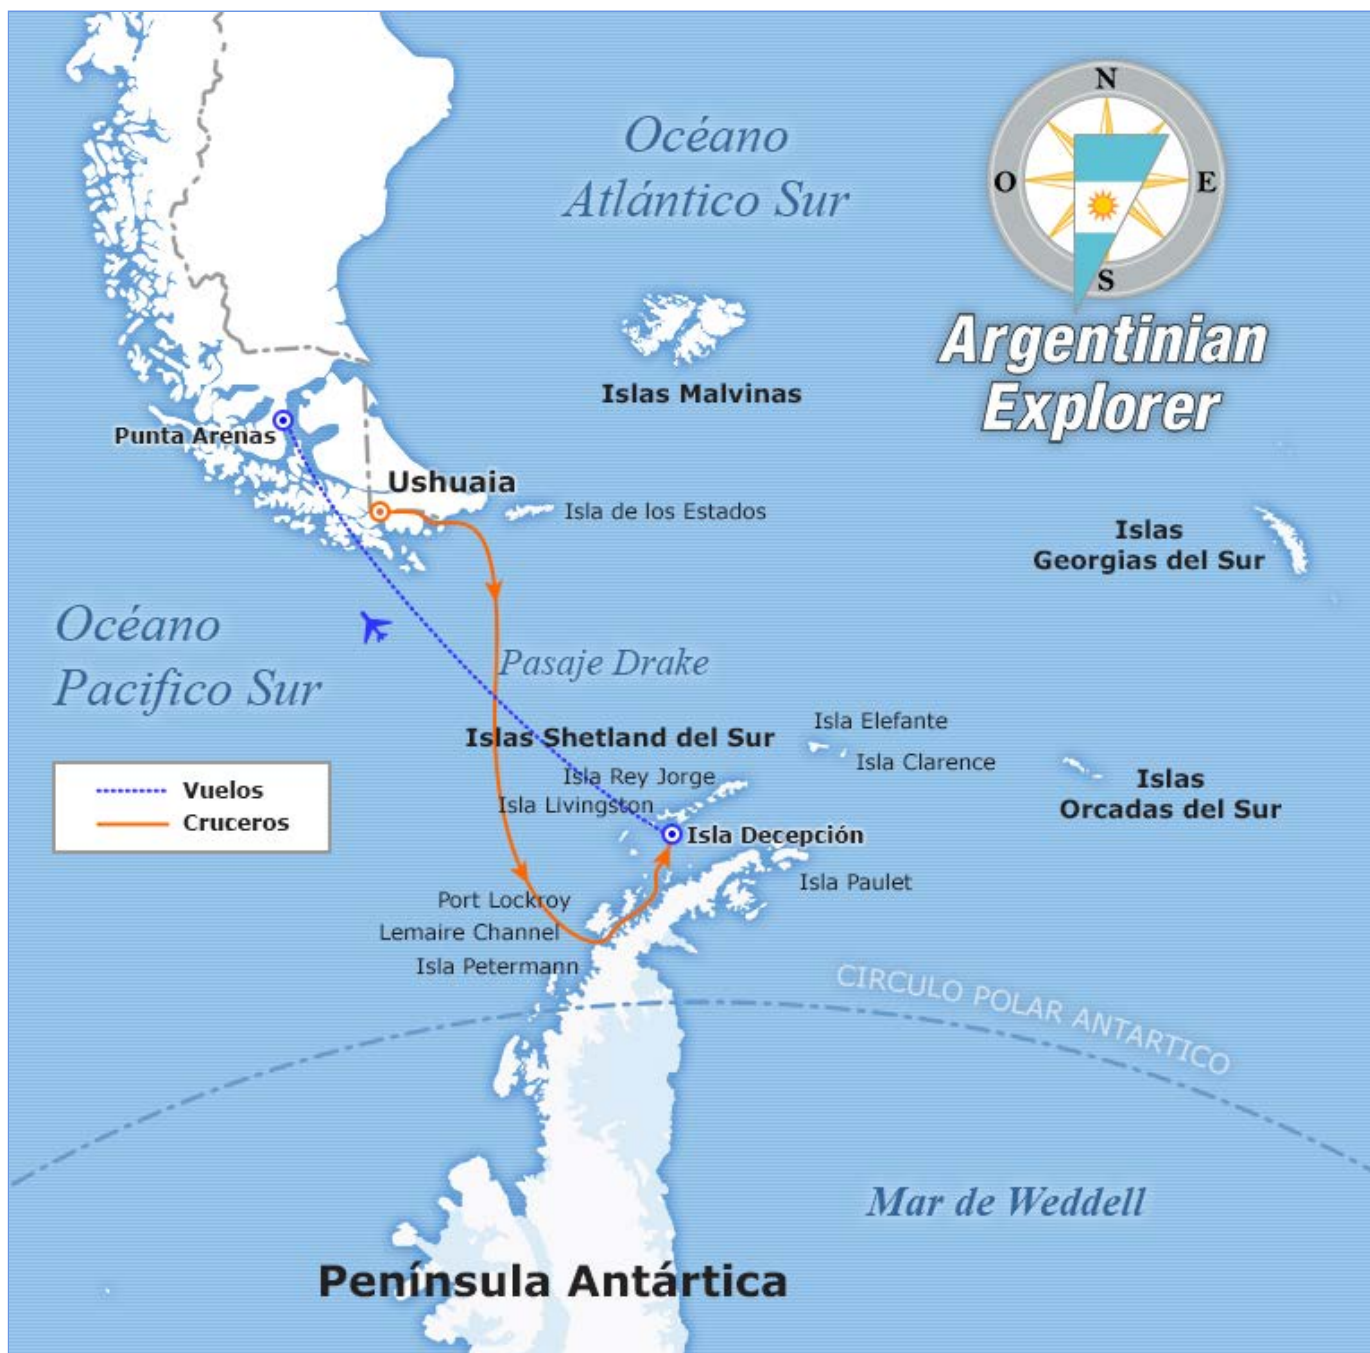 N
Océano
Atlántico Sur
O
E
S
Argentinian
Explorer
Islas Malvinas
Punta Arenas
Ushuaia
Isla de los Estados
Islas
Georgias del Sur
Océano
Pacifico Sur
Pasaje Drake
Isla Elefante
Islas Shetland del Sur
Isla Clarence
Isla Rey Jorge
Islas
Orcadas del Sur
Vuelos
Cruceros
Isla Livingston
Isla Decepción
Isla Paulet
Port Lockroy
Lemaire Channel
Isla Petermann
CIRCULO POLAR ANTARTICO
Mar de Weddell
Península Antártica